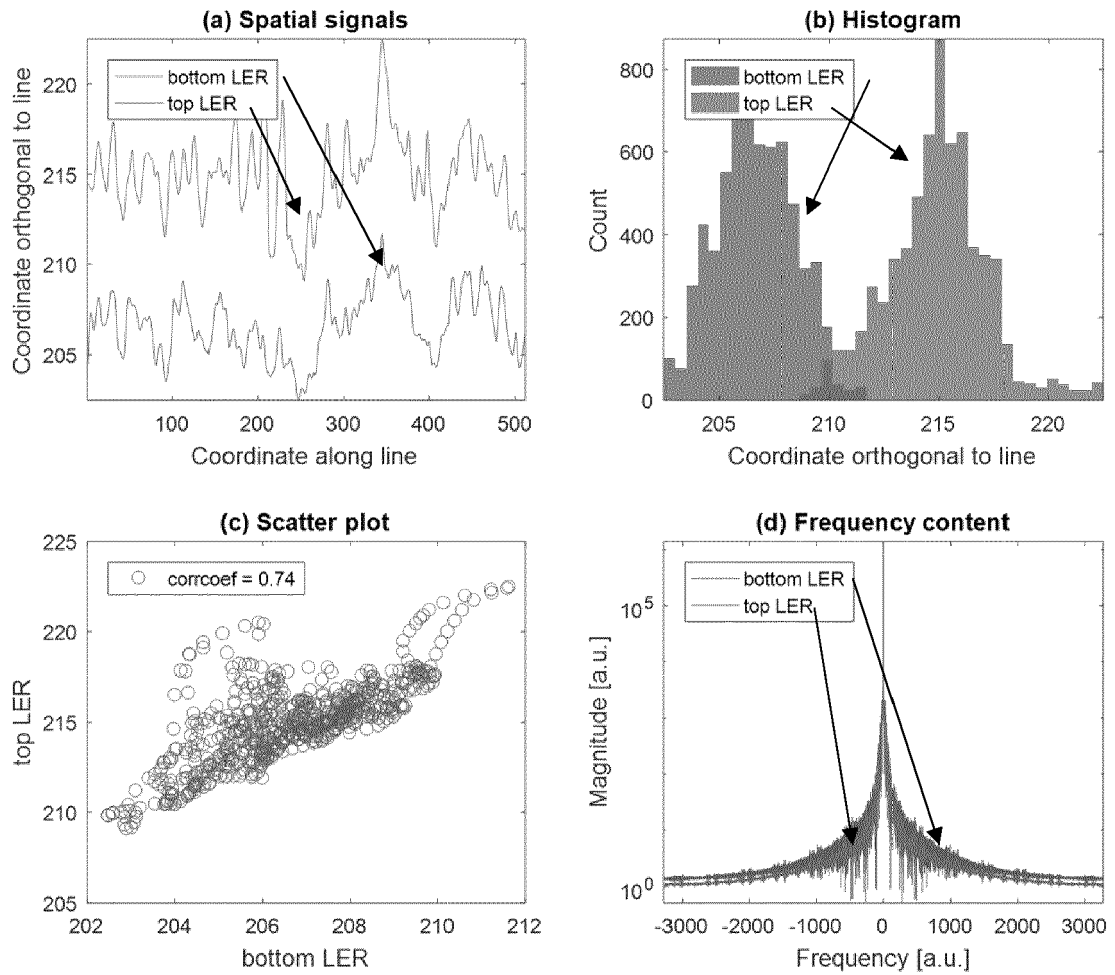 (a) Spatial signals
bottom LER
top LER
220
215
210
205
100 200 300 400 500
Coordinate along line
Coordinate orthogonal to line
(b) Histogram
bottom LER
top LER
800
600
400
200
0
205 210 215 220
Coordinate orthogonal to line
Count
(c) Scatter plot
corrcoef = 0.74
225
220
215
210
205
202 204 206 208 210 212
bottom LER
top LER
(d) Frequency content
bottom LER
top LER
10^5
10^0
-3000 -2000 -1000 0 1000 2000 3000
Frequency [a.u.]
Magnitude [a.u.]